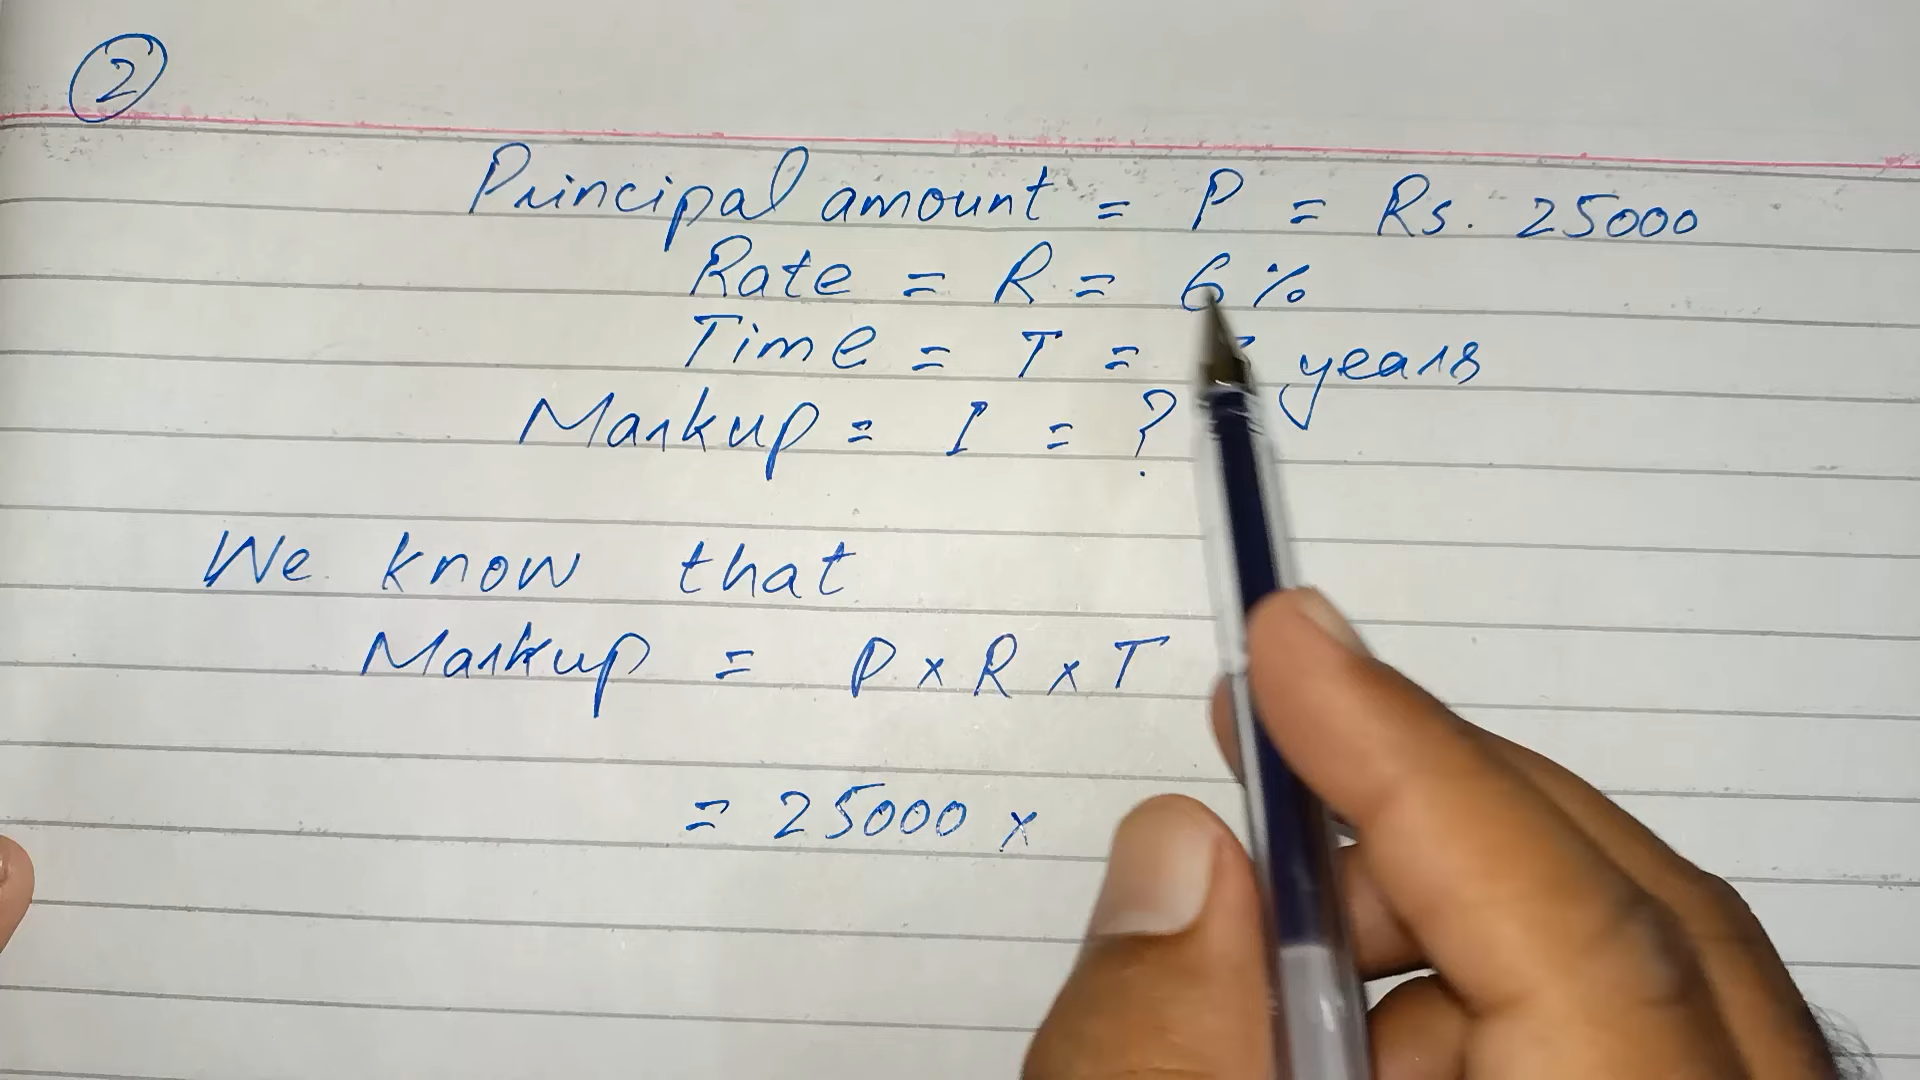 2
Principal amount = P = Rs. 25000
Rate = R = 6%
Time = T = years
Markup = I = ?
We know that
Markup = P x R x T
= 25000 x